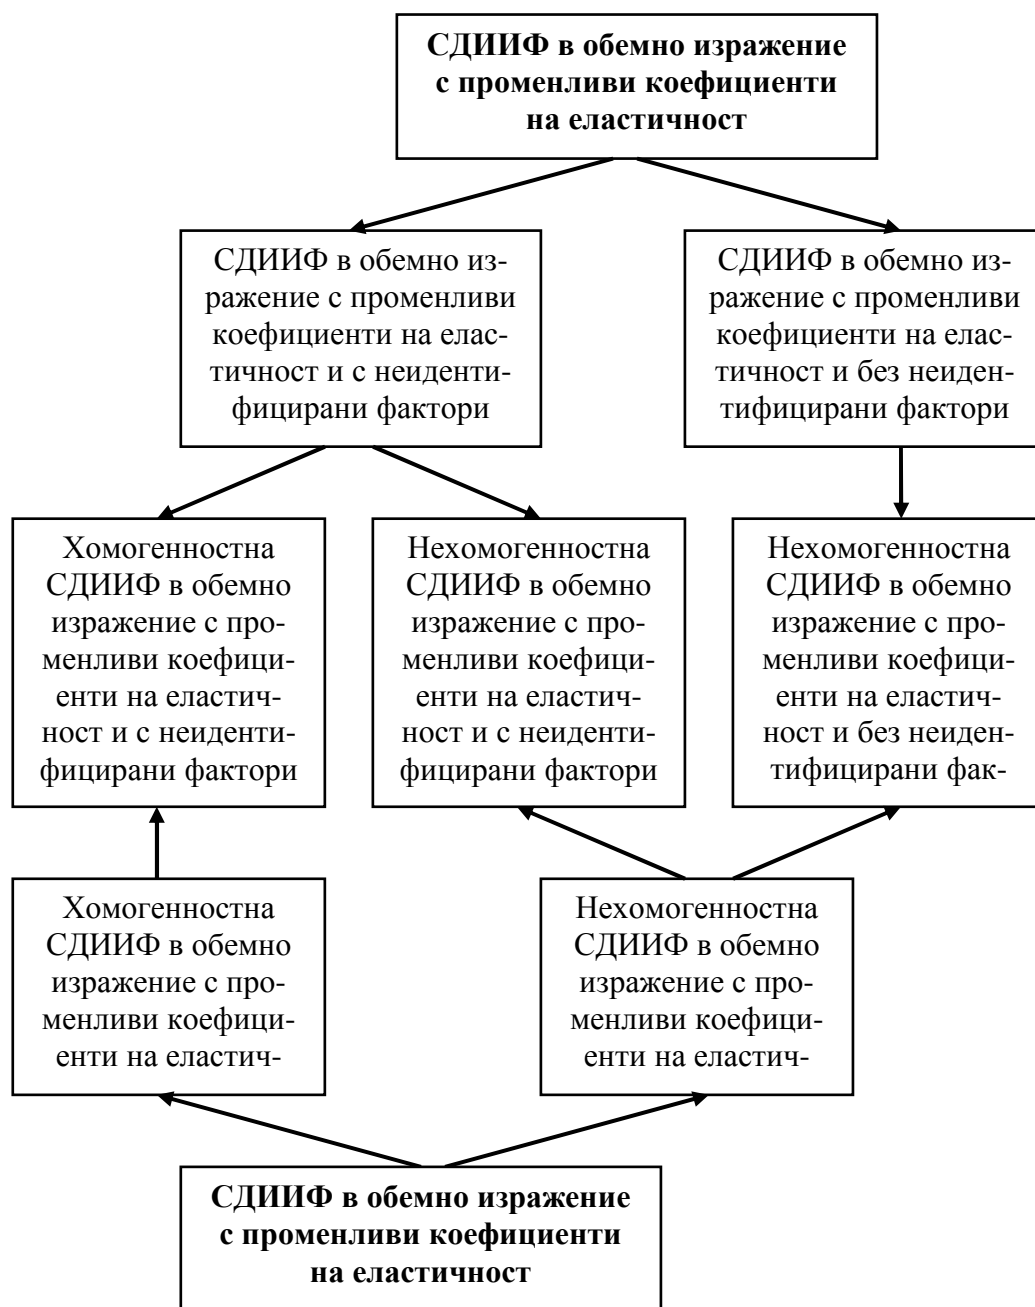 СДИИФ в обемно изражение
с променливи коефициенти
на еластичност
СДИИФ в обемно из-
ражение с променливи
коефициенти на елас-
тичност и с неиденти-
фицирани фактори
СДИИФ в обемно из-
ражение с променливи
коефициенти на елас-
тичност и без неиден-
тифицирани фактори
Хомогенностна
СДИИФ в обемно
изражение с про-
менливи коефици-
енти на еластич-
ност и с неиденти-
фицирани фактори
Нехомогенностна
СДИИФ в обемно
изражение с про-
менливи коефици-
енти на еластич-
ност и с неиденти-
фицирани фактори
Нехомогенностна
СДИИФ в обемно
изражение с про-
менливи коефици-
енти на еластич-
ност и без неиден-
тифицирани фак-
Хомогенностна
СДИИФ в обемно
изражение с про-
менливи коефици-
енти на еластич-
Нехомогенностна
СДИИФ в обемно
изражение с про-
менливи коефици-
енти на еластич-
СДИИФ в обемно изражение
с променливи коефициенти
на еластичност